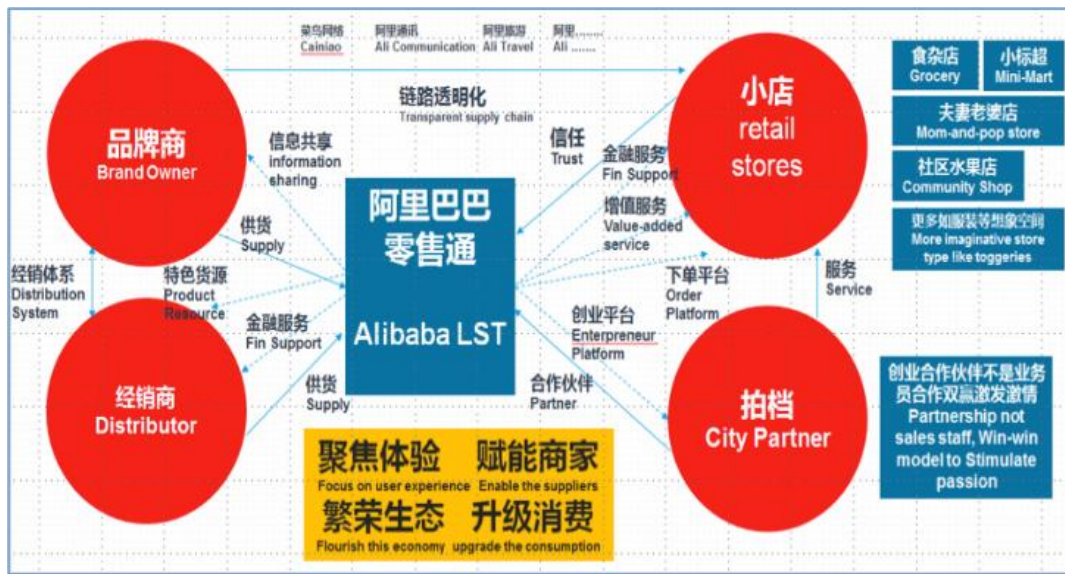 菜鸟网络
Cainiao
阿里通讯
Ali Communication
阿里旅游
Ali Travel
阿里........
Ali .......
链路透明化
Transparent supply chain
品牌商
Brand Owner
信息共享
information
sharing
供货
Supply
经销体系
Distribution
System
特色货源
Product
Resource
金融服务
Fin Support
供货
Supply
经销商
Distributor
阿里巴巴
零售通
Alibaba LST
信任
Trust
金融服务
Fin Support
增值服务
Value-added
service
下单平台
Order
Platform
创业平台
Enterpreneur
Platform
合作伙伴
Partner
小店
retail
stores
服务
Service
拍档
City Partner
食杂店
Grocery
小标超
Mini-Mart
夫妻老婆店
Mom-and-pop store
社区水果店
Community Shop
更多如服装等想象空间
More imaginative store
type like toggeries
创业合作伙伴不是业务
员合作双赢激发激情
Partnership not
sales staff, Win-win
model to Stimulate
passion
聚焦体验 赋能商家
Focus on user experience Enable the suppliers
繁荣生态 升级消费
Flourish this economy upgrade the consumption